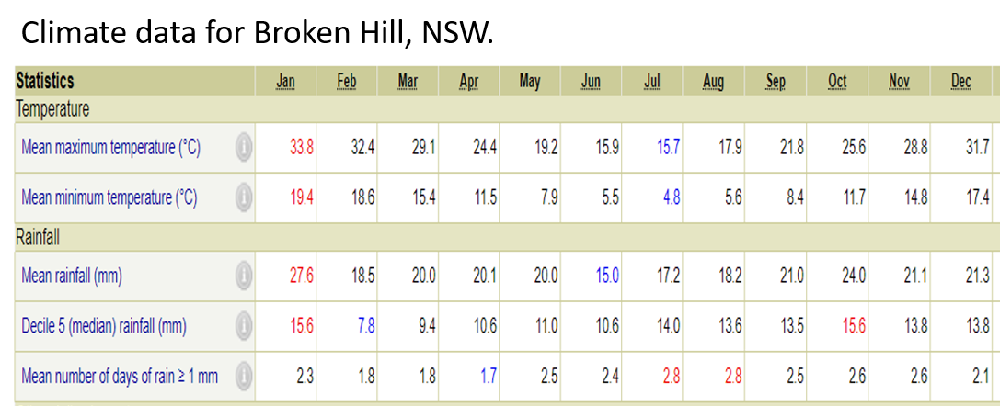 Climate data for Broken Hill, NSW.
Statistics Jan Feb Mar Apr May Jun Jul Aug Sep Oct Nov Dec
Temperature
Mean maximum temperature (°C) 33.8 32.4 29.1 24.4 19.2 15.9 15.7 17.9 21.8 25.6 28.8 31.7
Mean minimum temperature (°C) 19.4 18.6 15.4 11.5 7.9 5.5 4.8 5.6 8.4 11.7 14.8 17.4
Rainfall
Mean rainfall (mm) 27.6 18.5 20.0 20.1 20.0 15.0 17.2 18.2 21.0 24.0 21.1 21.3
Decile 5 (median) rainfall (mm) 15.6 7.8 9.4 10.6 11.0 10.6 14.0 13.6 13.5 15.6 13.8 13.8
Mean number of days of rain ≥ 1 mm 2.3 1.8 1.8 1.7 2.5 2.4 2.8 2.8 2.5 2.6 2.6 2.1